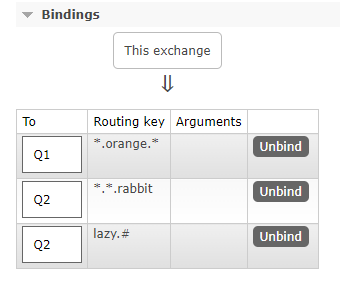 Bindings
This exchange
⇓
To Routing key Arguments
Q1 *.orange.* Unbind
Q2 *.*.rabbit Unbind
Q2 lazy.# Unbind